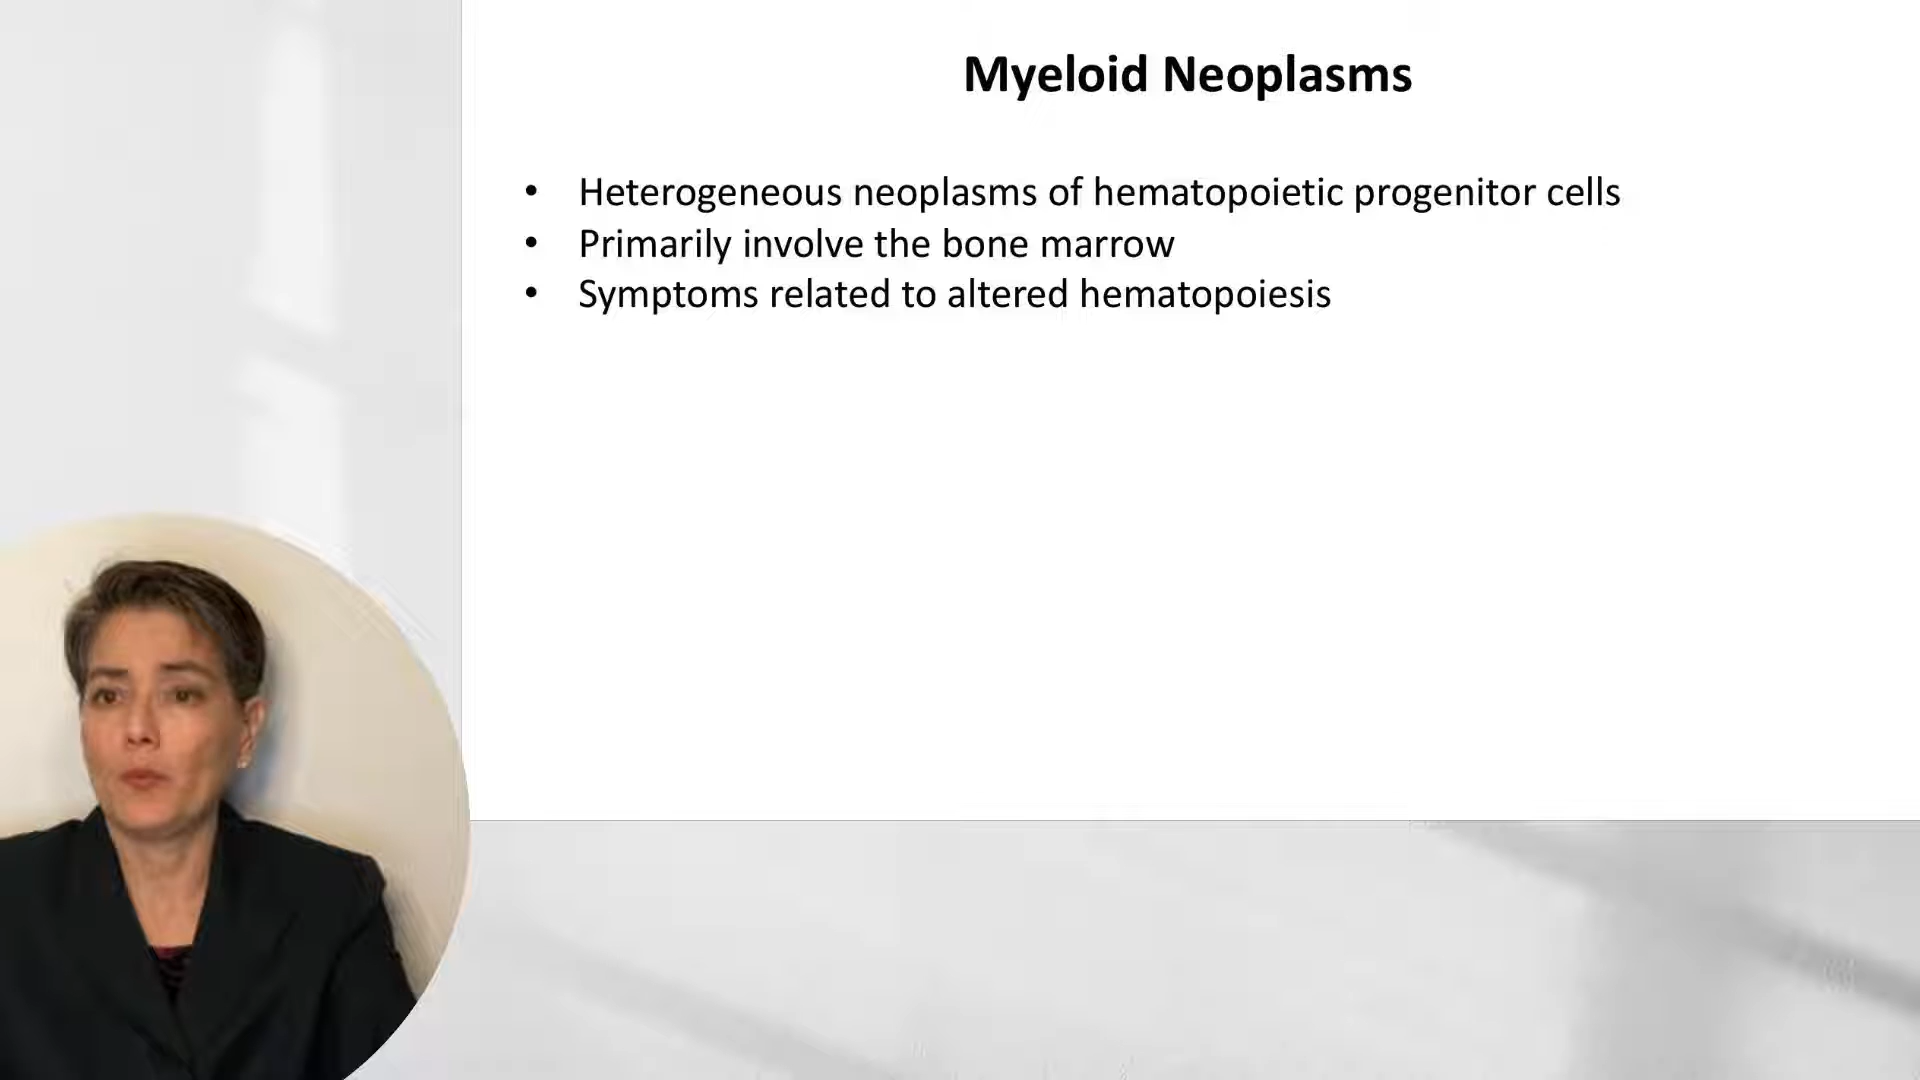 Myeloid Neoplasms
• Heterogeneous neoplasms of hematopoietic progenitor cells
• Primarily involve the bone marrow
• Symptoms related to altered hematopoiesis